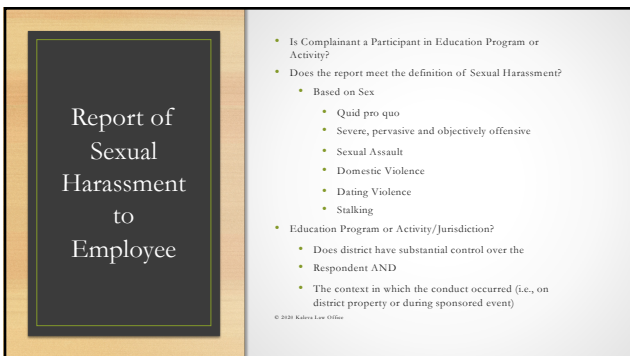 Report of
Sexual
Harassment
to
Employee
• Is Complainant a Participant in Education Program or
Activity?
• Does the report meet the definition of Sexual Harassment?
• Based on Sex
• Quid pro quo
• Severe, pervasive and objectively offensive
• Sexual Assault
• Domestic Violence
• Dating Violence
• Stalking
• Education Program or Activity/Jurisdiction?
• Does district have substantial control over the
• Respondent AND
• The context in which the conduct occurred (i.e., on
district property or during sponsored event)
© 2020 Kaleva Law Office